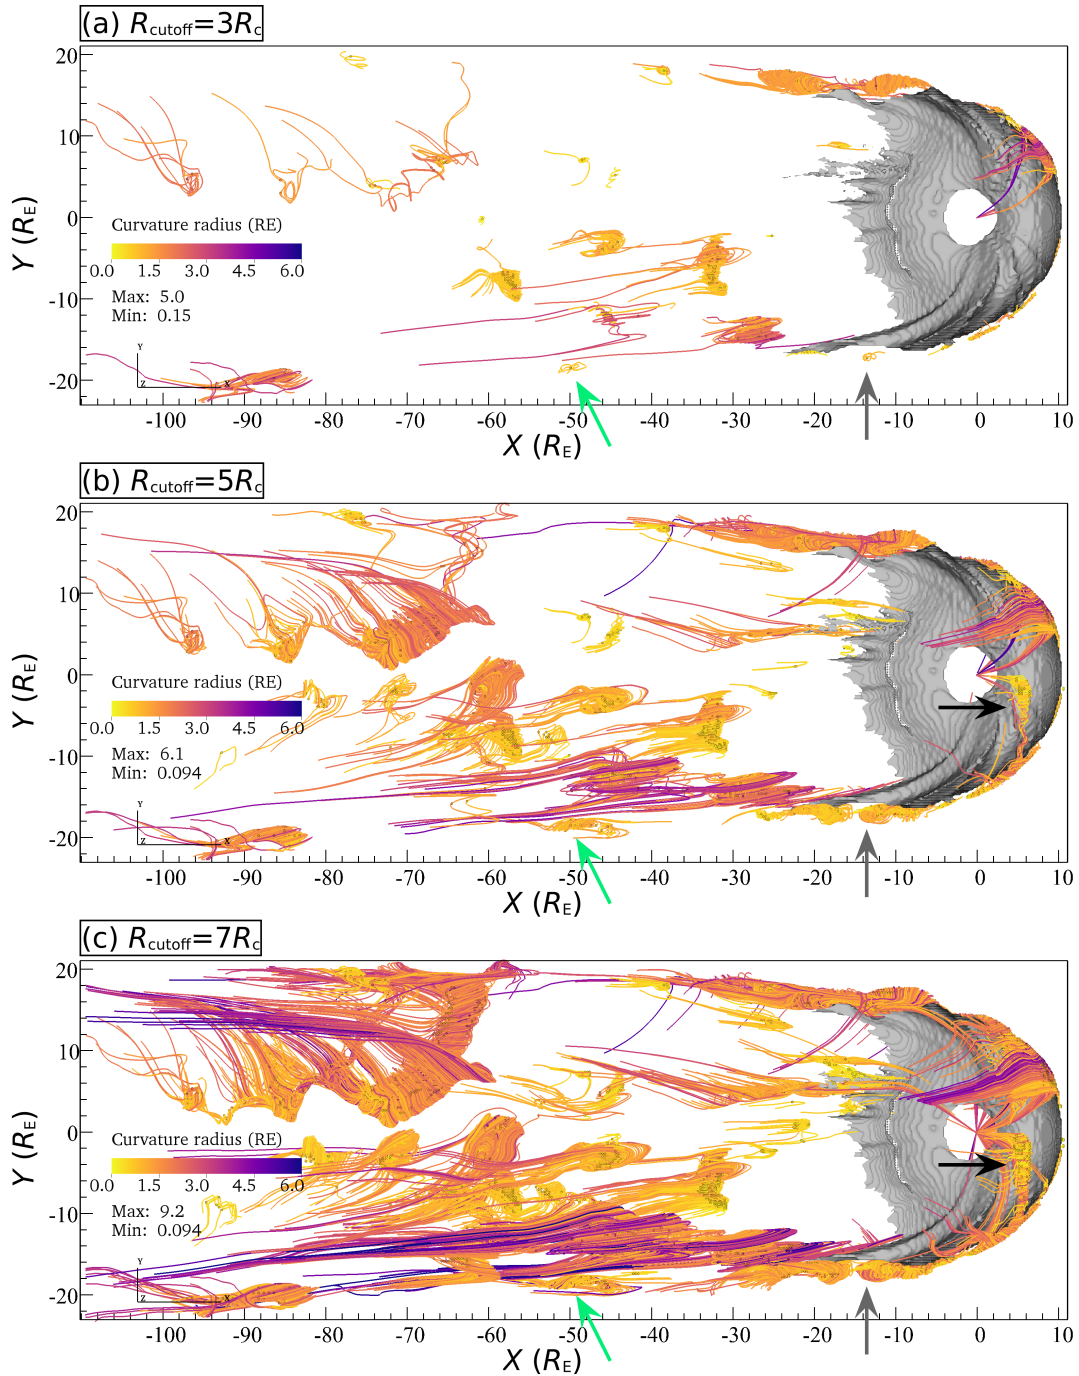 (a) Rcutoff=3Rc
20
10
0
-10
-20
Y (RE)
Curvature radius (RE)
0.0 1.5 3.0 4.5 6.0
Max: 5.0
Min: 0.15
Y
Z X
-100 -90 -80 -70 -60 -50 -40 -30 -20 -10 0 10
X (RE)
(b) Rcutoff=5Rc
20
10
0
-10
-20
Y (RE)
Curvature radius (RE)
0.0 1.5 3.0 4.5 6.0
Max: 6.1
Min: 0.094
Y
Z X
-100 -90 -80 -70 -60 -50 -40 -30 -20 -10 0 10
X (RE)
(c) Rcutoff=7Rc
20
10
0
-10
-20
Y (RE)
Curvature radius (RE)
0.0 1.5 3.0 4.5 6.0
Max: 9.2
Min: 0.094
Y
Z X
-100 -90 -80 -70 -60 -50 -40 -30 -20 -10 0 10
X (RE)